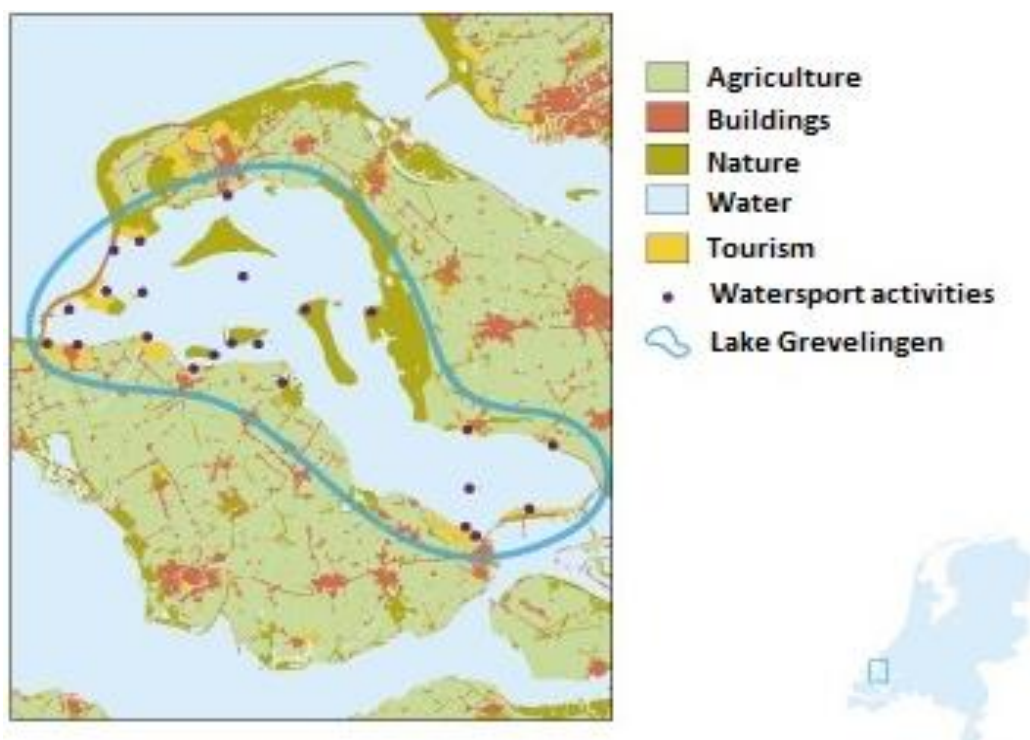 Agriculture
Buildings
Nature
Water
Tourism
Watersport activities
Lake Grevelingen